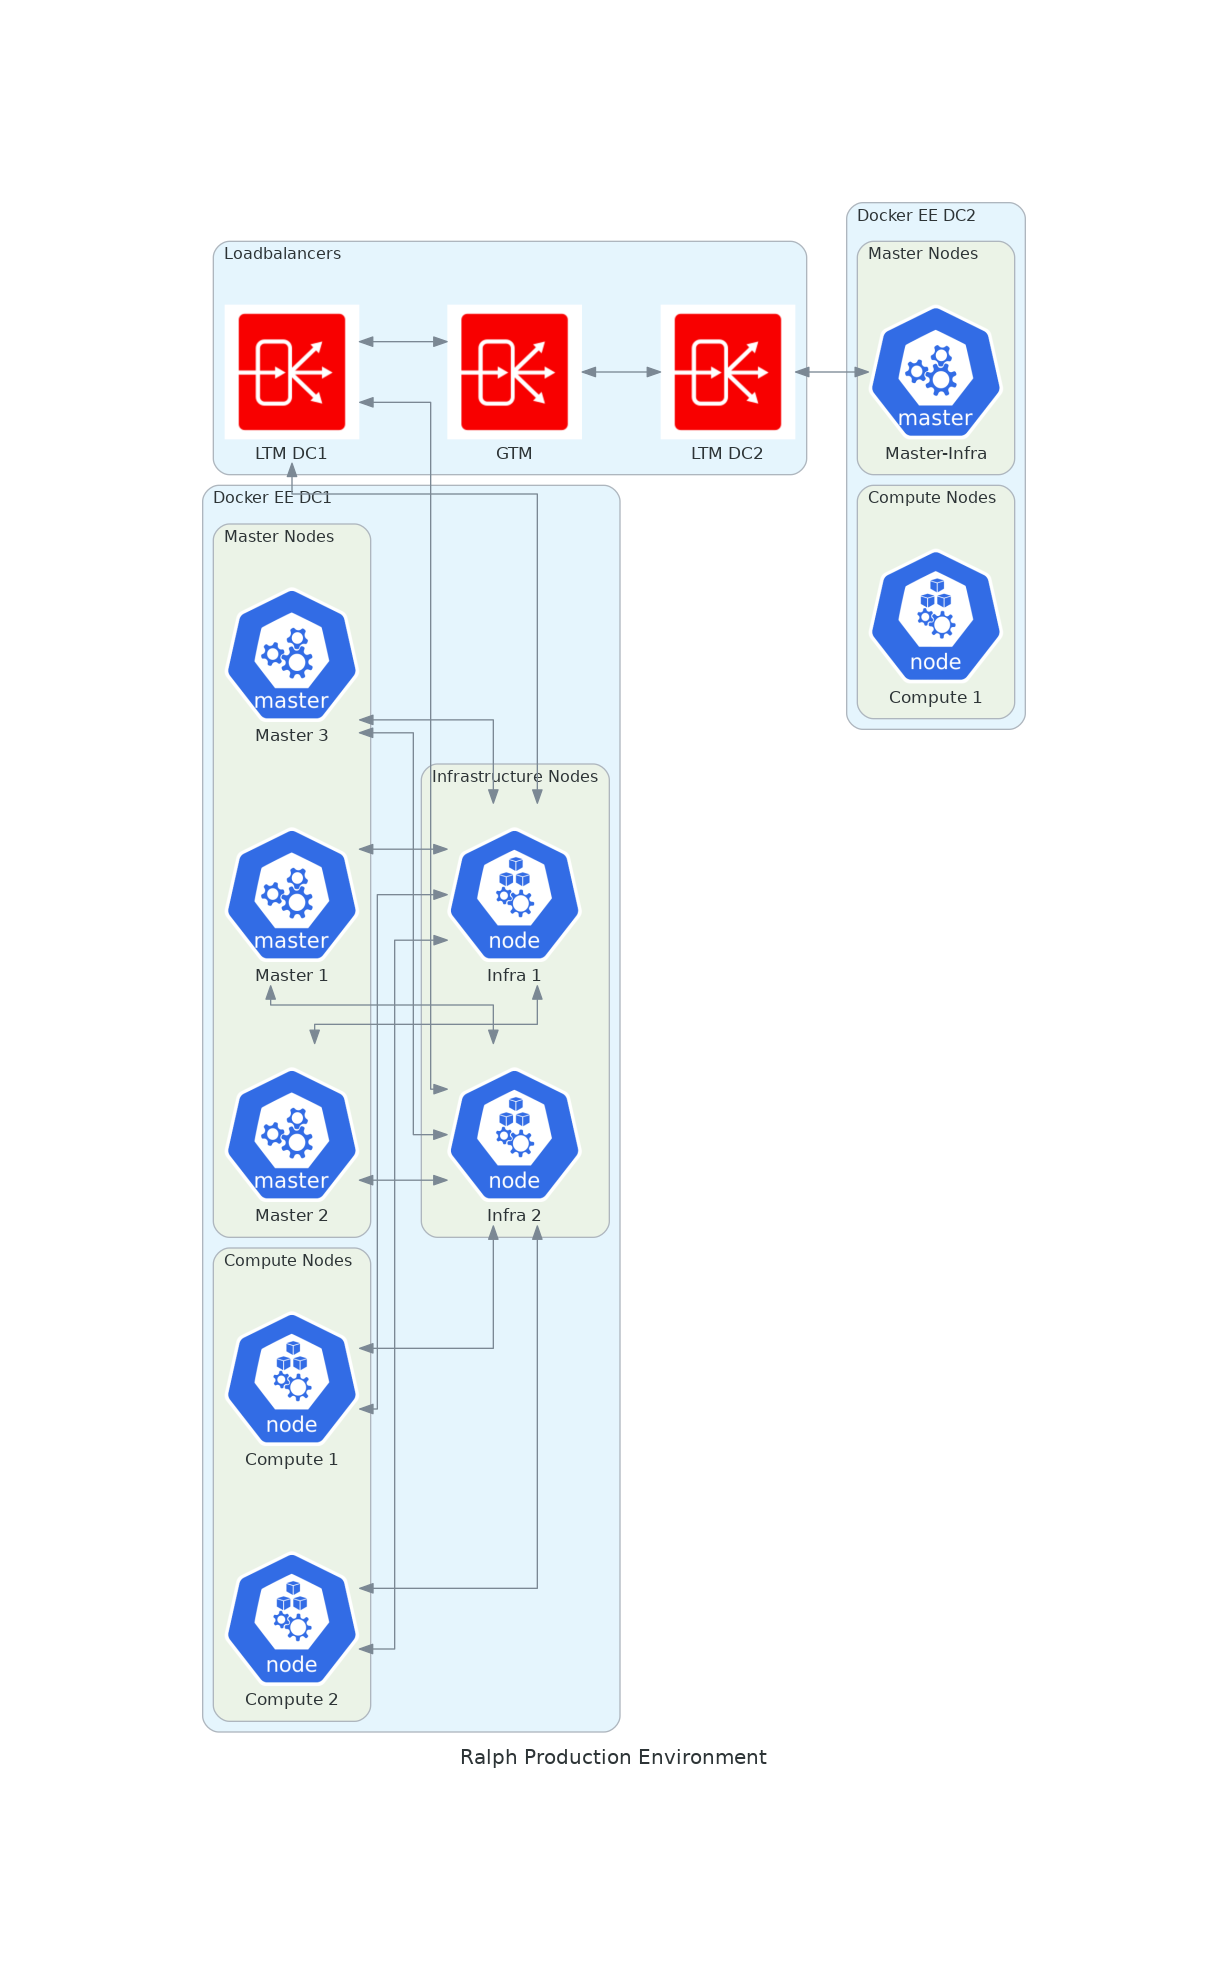 Docker EE DC2
Master Nodes
master
Master-Infra
Compute Nodes
node
Compute 1
Loadbalancers
LTM DC1
GTM
LTM DC2
Docker EE DC1
Master Nodes
master
Master 3
master
Master 1
master
Master 2
Infrastructure Nodes
node
Infra 1
node
Infra 2
Compute Nodes
node
Compute 1
node
Compute 2
Ralph Production Environment